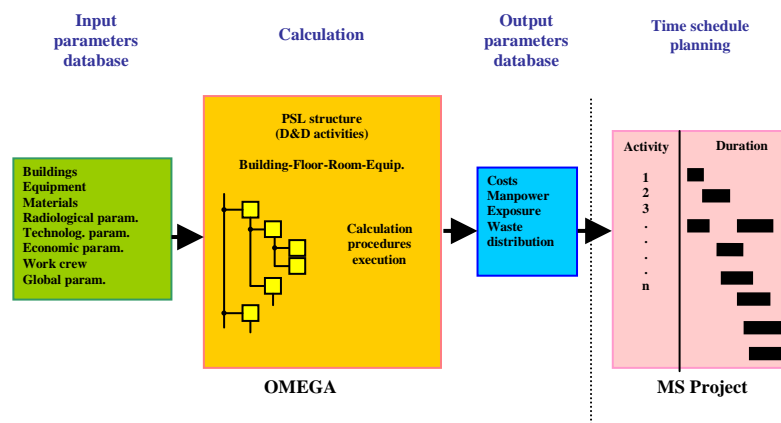 Input
parameters
database
Calculation
Output
parameters
database
Time schedule
planning
Buildings
Equipment
Materials
Radiological param.
Technolog. param.
Economic param.
Work crew
Global param.
PSL structure
(D&D activities)
Building-Floor-Room-Equip.
Calculation
procedures
execution
Costs
Manpower
Exposure
Waste
distribution
Activity
Duration
1
2
3
.
.
.
.
n
OMEGA
MS Project